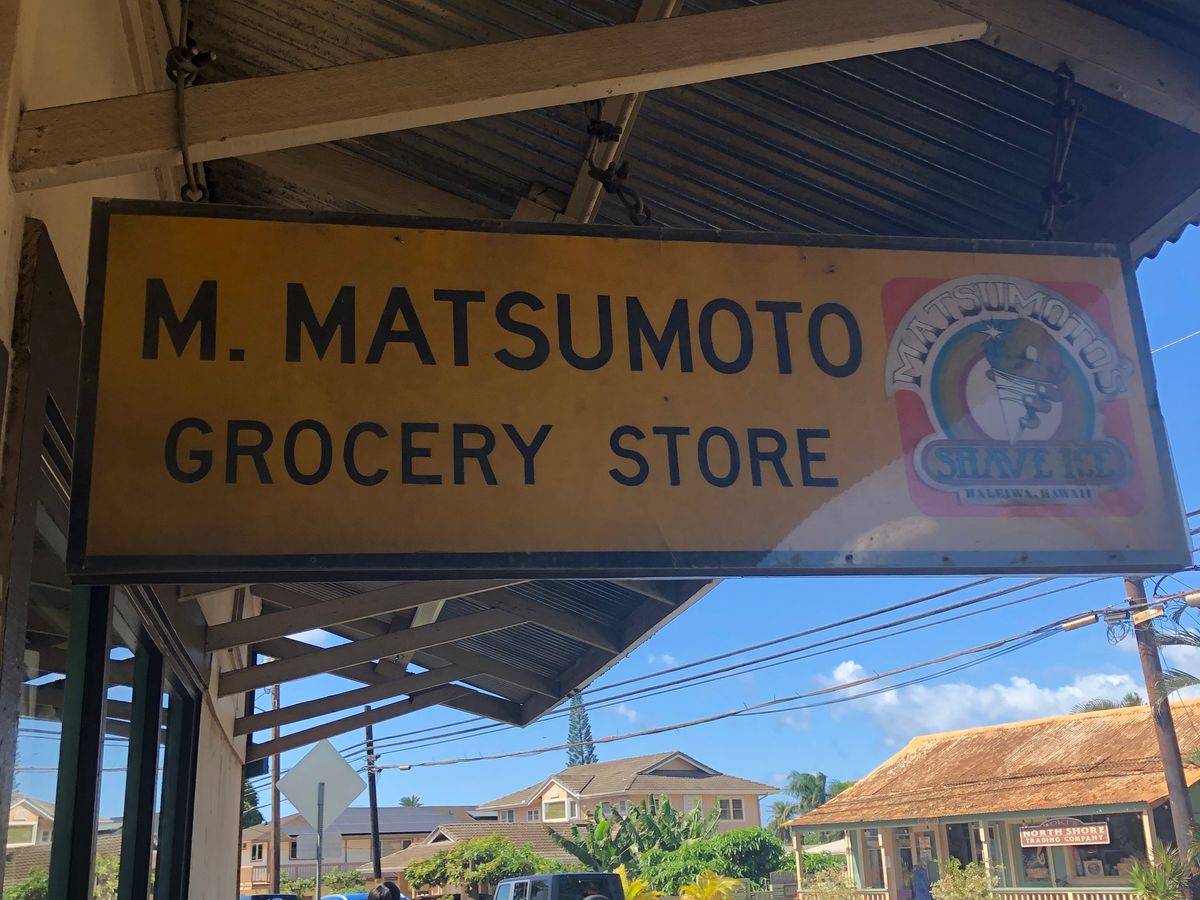 M. MATSUMOTO
GROCERY STORE
MATSUMOTO'S
SHAVE ICE
HALEIWA, HAWAII
NORTH SHORE
TRADING COMPANY